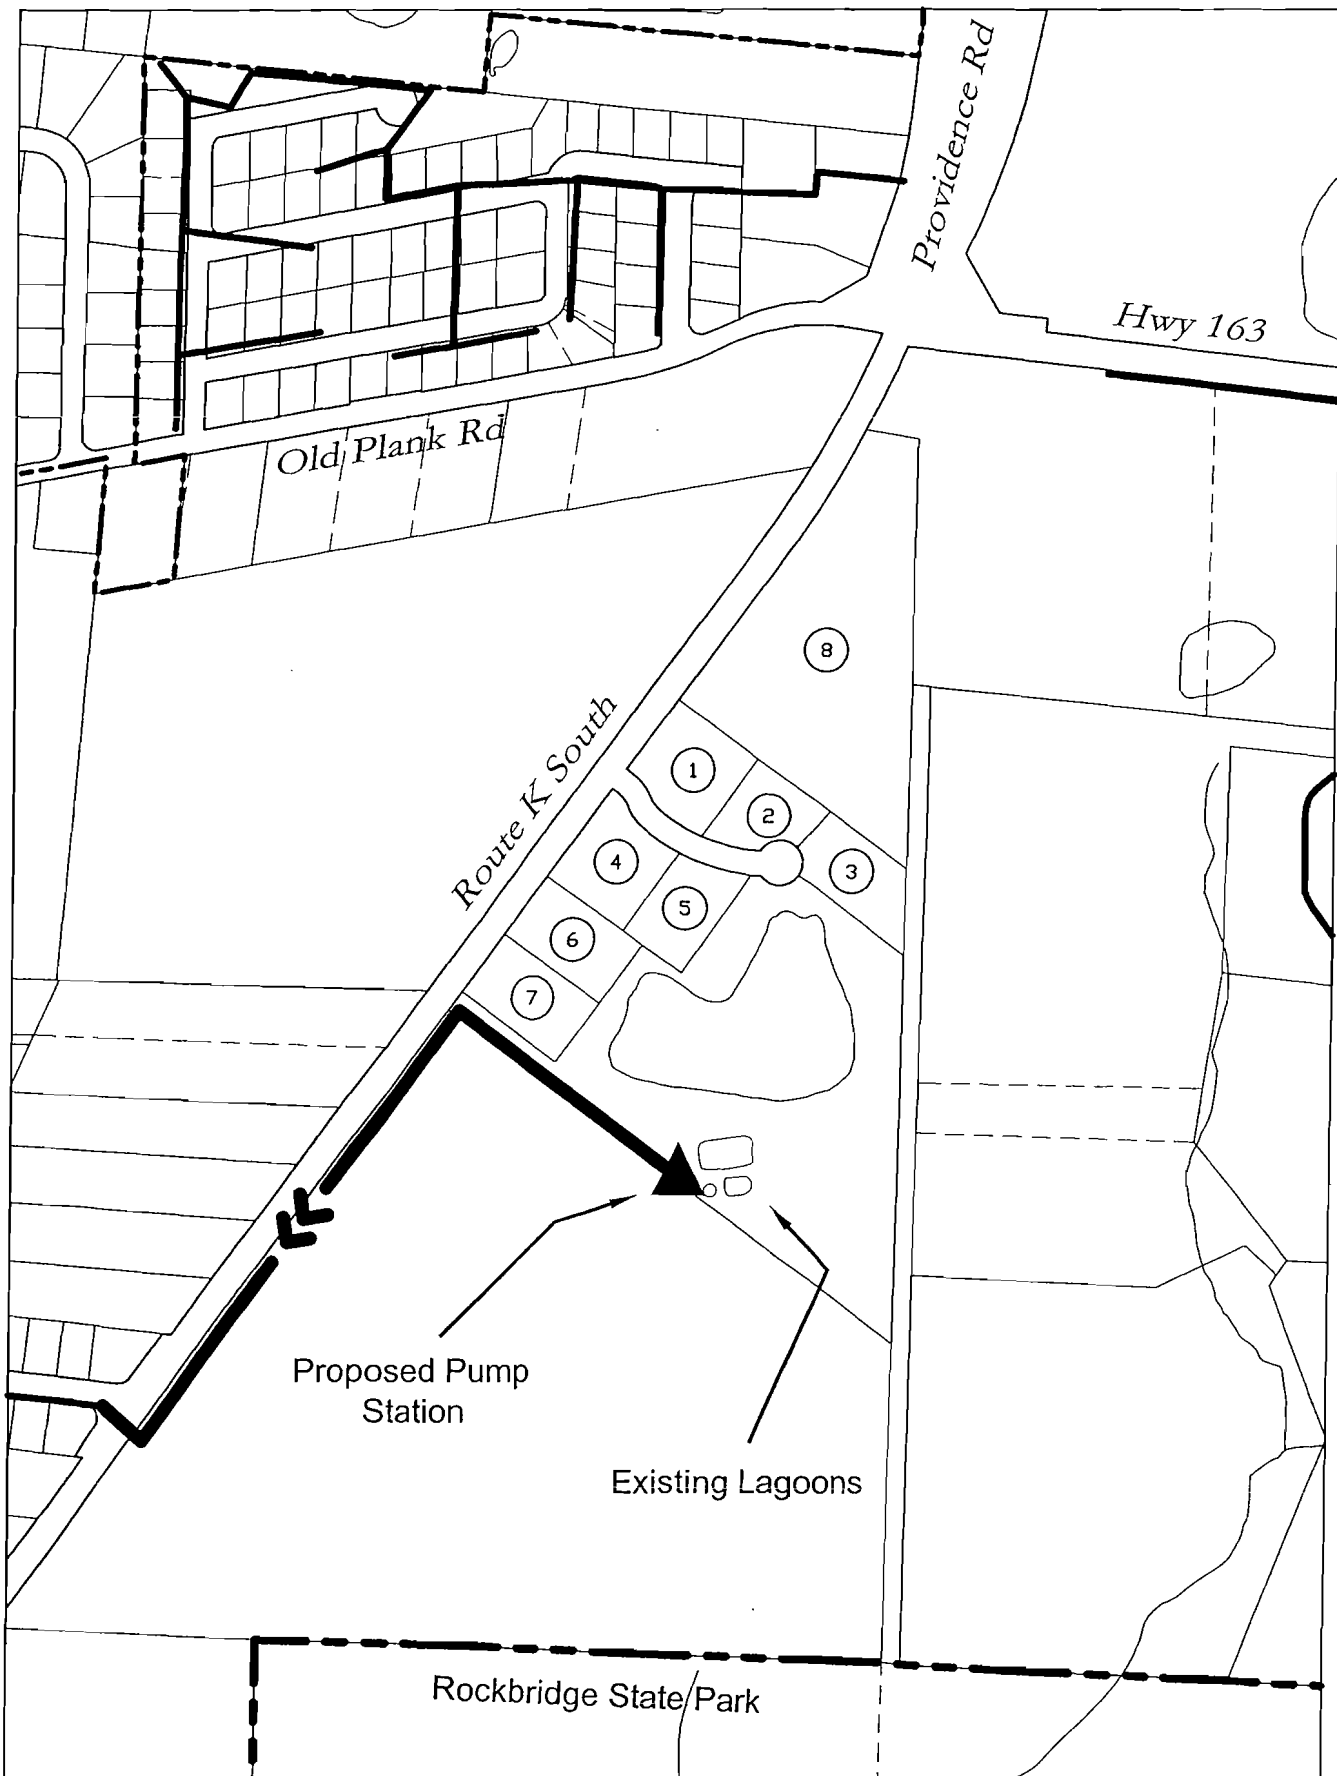 Providence Rd
Hwy 163
Old Plank Rd
8
Route K South
1
2
3
4
5
6
7
Proposed Pump
Station
Existing Lagoons
Rockbridge State Park